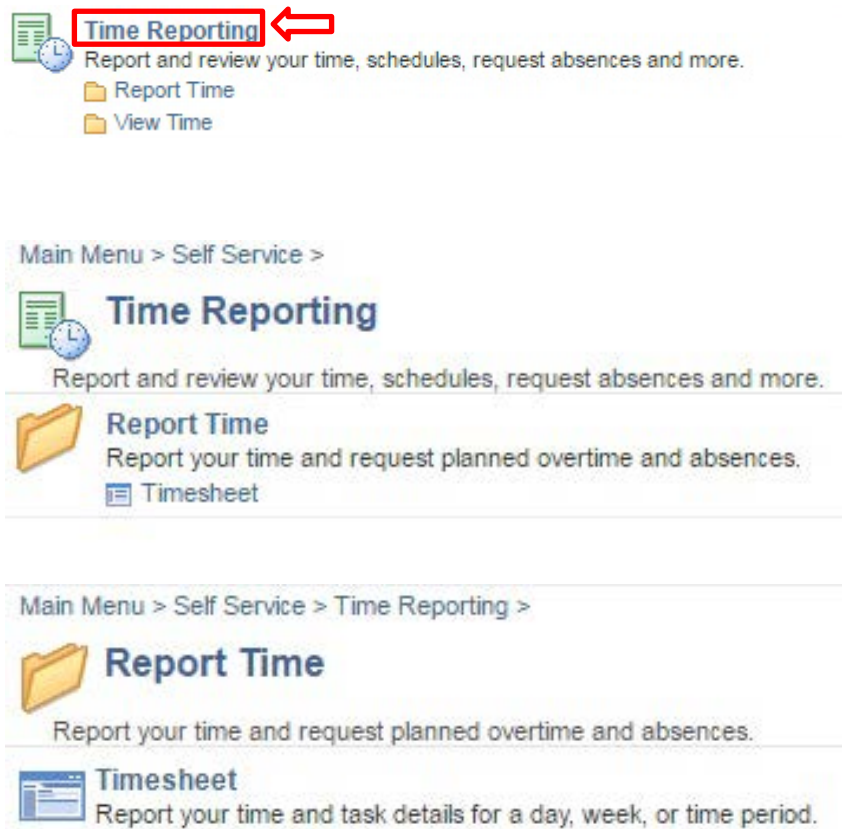 Time Reporting
Report and review your time, schedules, request absences and more.
Report Time
View Time
Main Menu > Self Service >
Time Reporting
Report and review your time, schedules, request absences and more.
Report Time
Report your time and request planned overtime and absences.
Timesheet
Main Menu > Self Service > Time Reporting >
Report Time
Report your time and request planned overtime and absences.
Timesheet
Report your time and task details for a day, week, or time period.